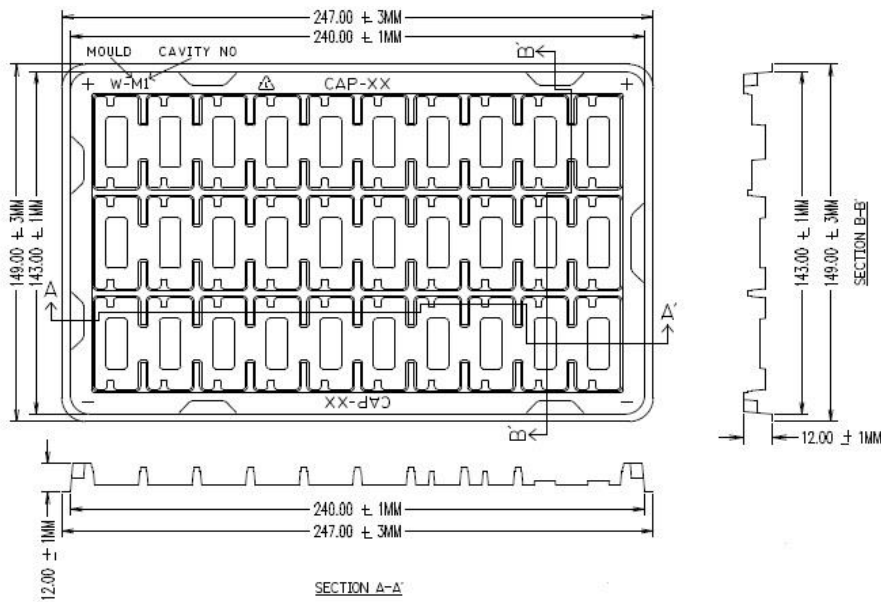 247.00 ± 3MM
240.00 ± 1MM
MOULD CAVITY NO
W-M1
CAP-XX
B'
+
+
149.00 ± 3MM
143.00 ± 1MM
A
A'
143.00 ± 1MM
149.00 ± 3MM
SECTION B-B'
-
CAP-XX
-
B'
12.00 ± 1MM
12.00 ± 1MM
240.00 ± 1MM
247.00 ± 3MM
SECTION A-A'